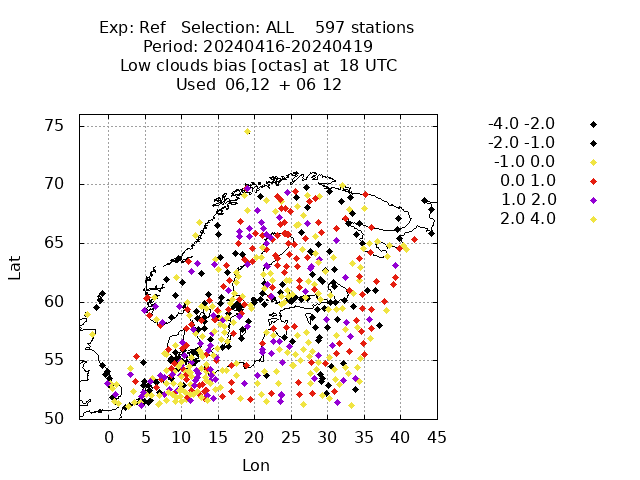 Exp: Ref   Selection: ALL    597 stations
Period: 20240416-20240419
Low clouds bias [octas] at  18 UTC
Used  06,12  + 06 12
75
70
65
60
55
50
Lat
0 5 10 15 20 25 30 35 40 45
Lon
-4.0 -2.0
-2.0 -1.0
-1.0 0.0
0.0 1.0
1.0 2.0
2.0 4.0